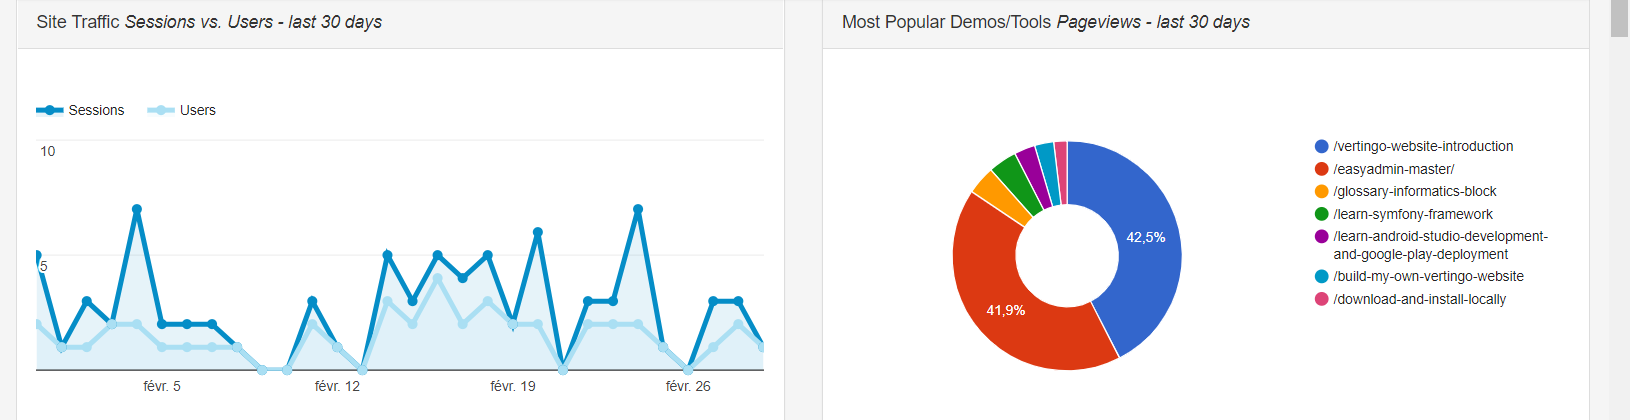 Site Traffic Sessions vs. Users - last 30 days
Sessions
Users
10
5
févr. 5
févr. 12
févr. 19
févr. 26
Most Popular Demos/Tools Pageviews - last 30 days
42,5%
41,9%
/vertingo-website-introduction
/easyadmin-master/
/glossary-informatics-block
/learn-symfony-framework
/learn-android-studio-development-
and-google-play-deployment
/build-my-own-vertingo-website
/download-and-install-locally